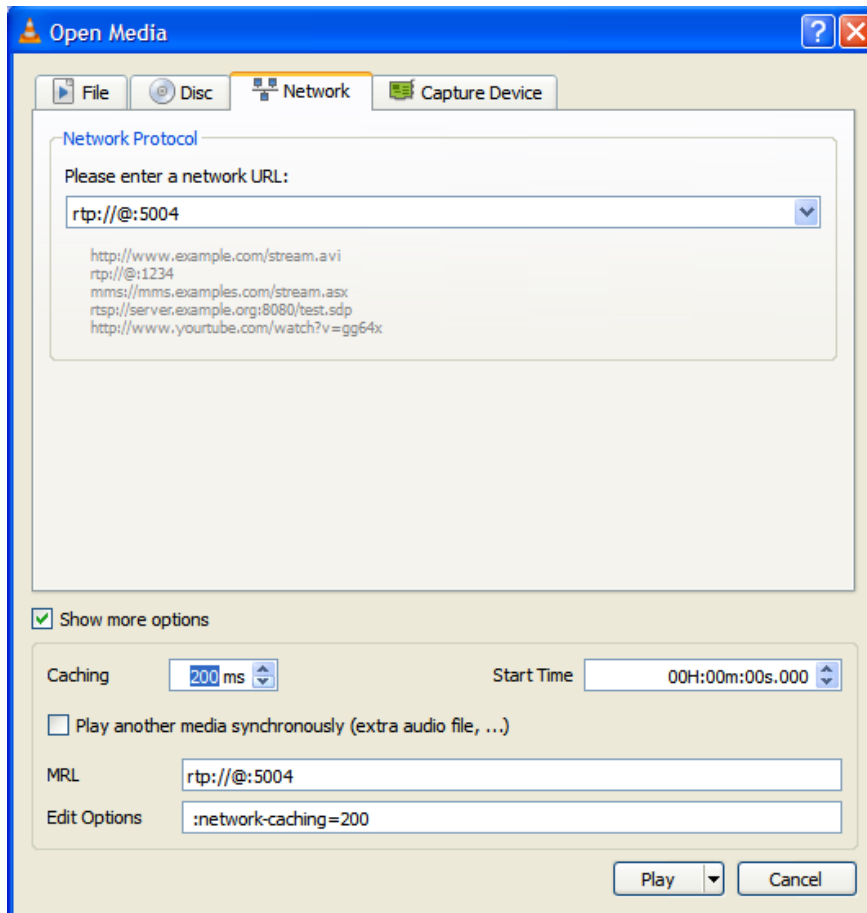 Open Media
File Disc Network Capture Device
Network Protocol
Please enter a network URL:
rtp://@:5004
http://www.example.com/stream.avi
rtp://@:1234
mms://mms.examples.com/stream.asx
rtsp://server.example.org:8080/test.sdp
http://www.yourtube.com/watch?v=gg64x
Show more options
Caching 200 ms Start Time 00H:00m:00s.000
Play another media synchronously (extra audio file, ...)
MRL rtp://@:5004
Edit Options :network-caching=200
Play Cancel